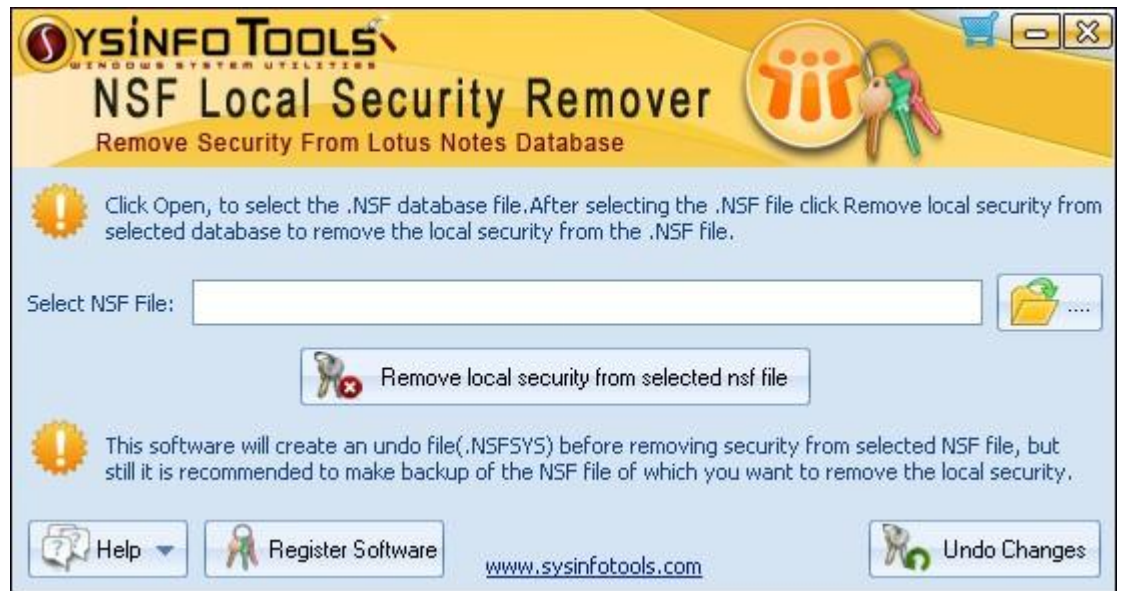 SYSINFOTOOLS
WINDOWS SYSTEM UTILITIES
NSF Local Security Remover
Remove Security From Lotus Notes Database
Click Open, to select the .NSF database file.After selecting the .NSF file click Remove local security from
selected database to remove the local security from the .NSF file.
Select NSF File:
....
Remove local security from selected nsf file
This software will create an undo file(.NSFSYS) before removing security from selected NSF file, but
still it is recommended to make backup of the NSF file of which you want to remove the local security.
Help
Register Software
www.sysinfotools.com
Undo Changes